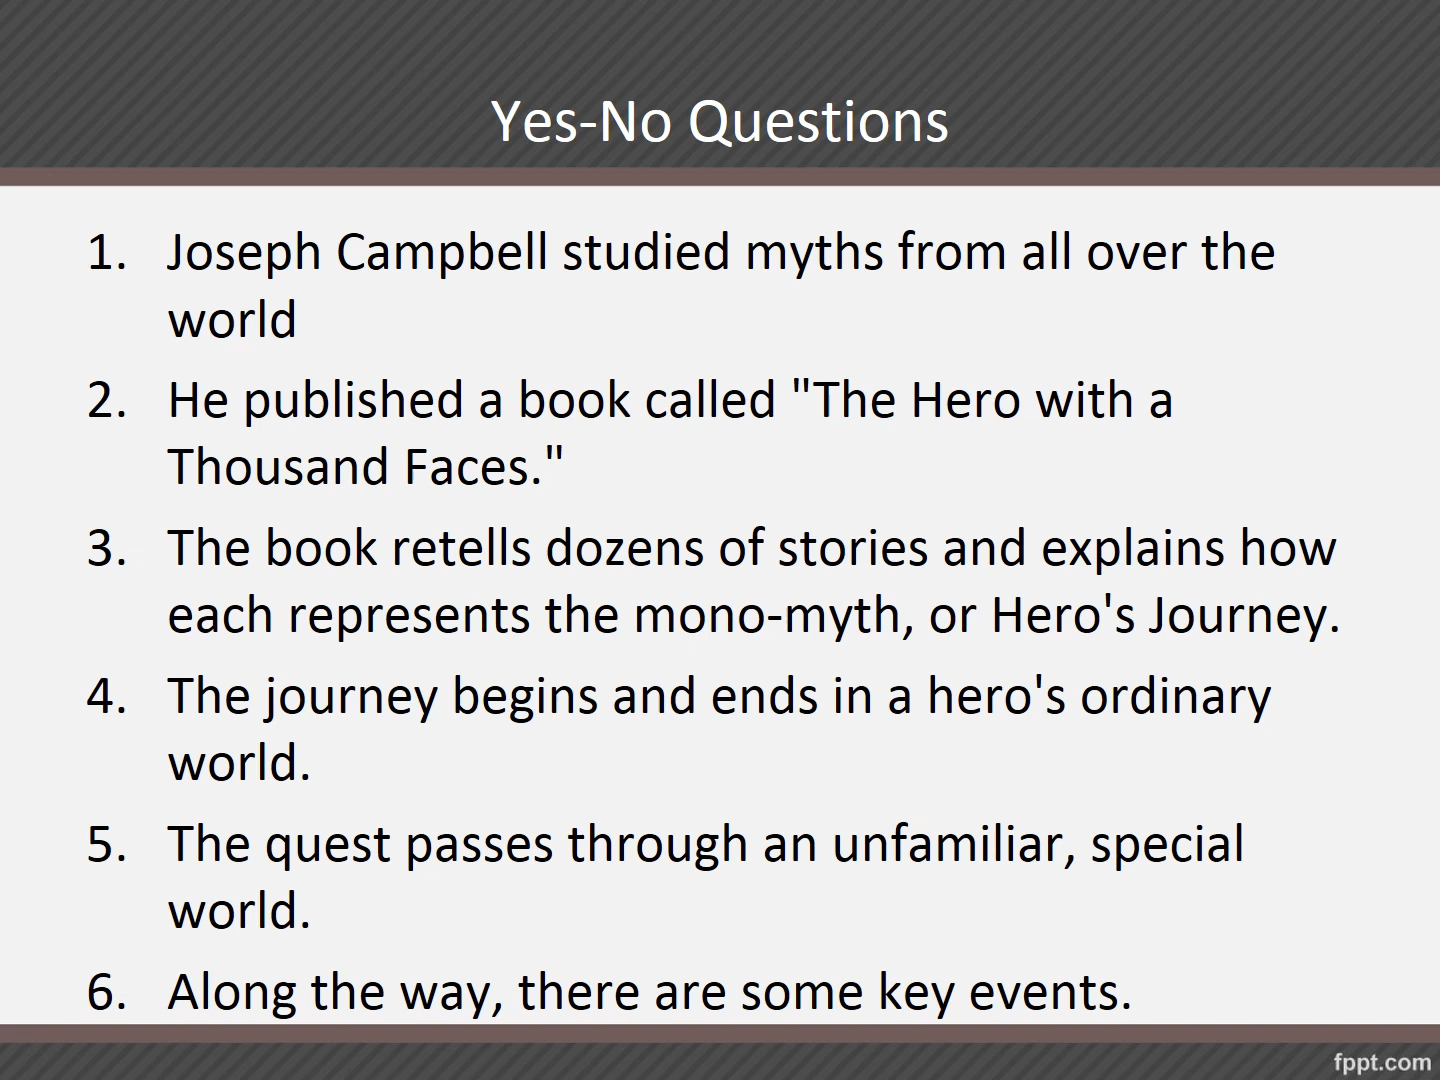 Yes-No Questions
1. Joseph Campbell studied myths from all over the
world
2. He published a book called "The Hero with a
Thousand Faces."
3. The book retells dozens of stories and explains how
each represents the mono-myth, or Hero's Journey.
4. The journey begins and ends in a hero's ordinary
world.
5. The quest passes through an unfamiliar, special
world.
6. Along the way, there are some key events.
fppt.com